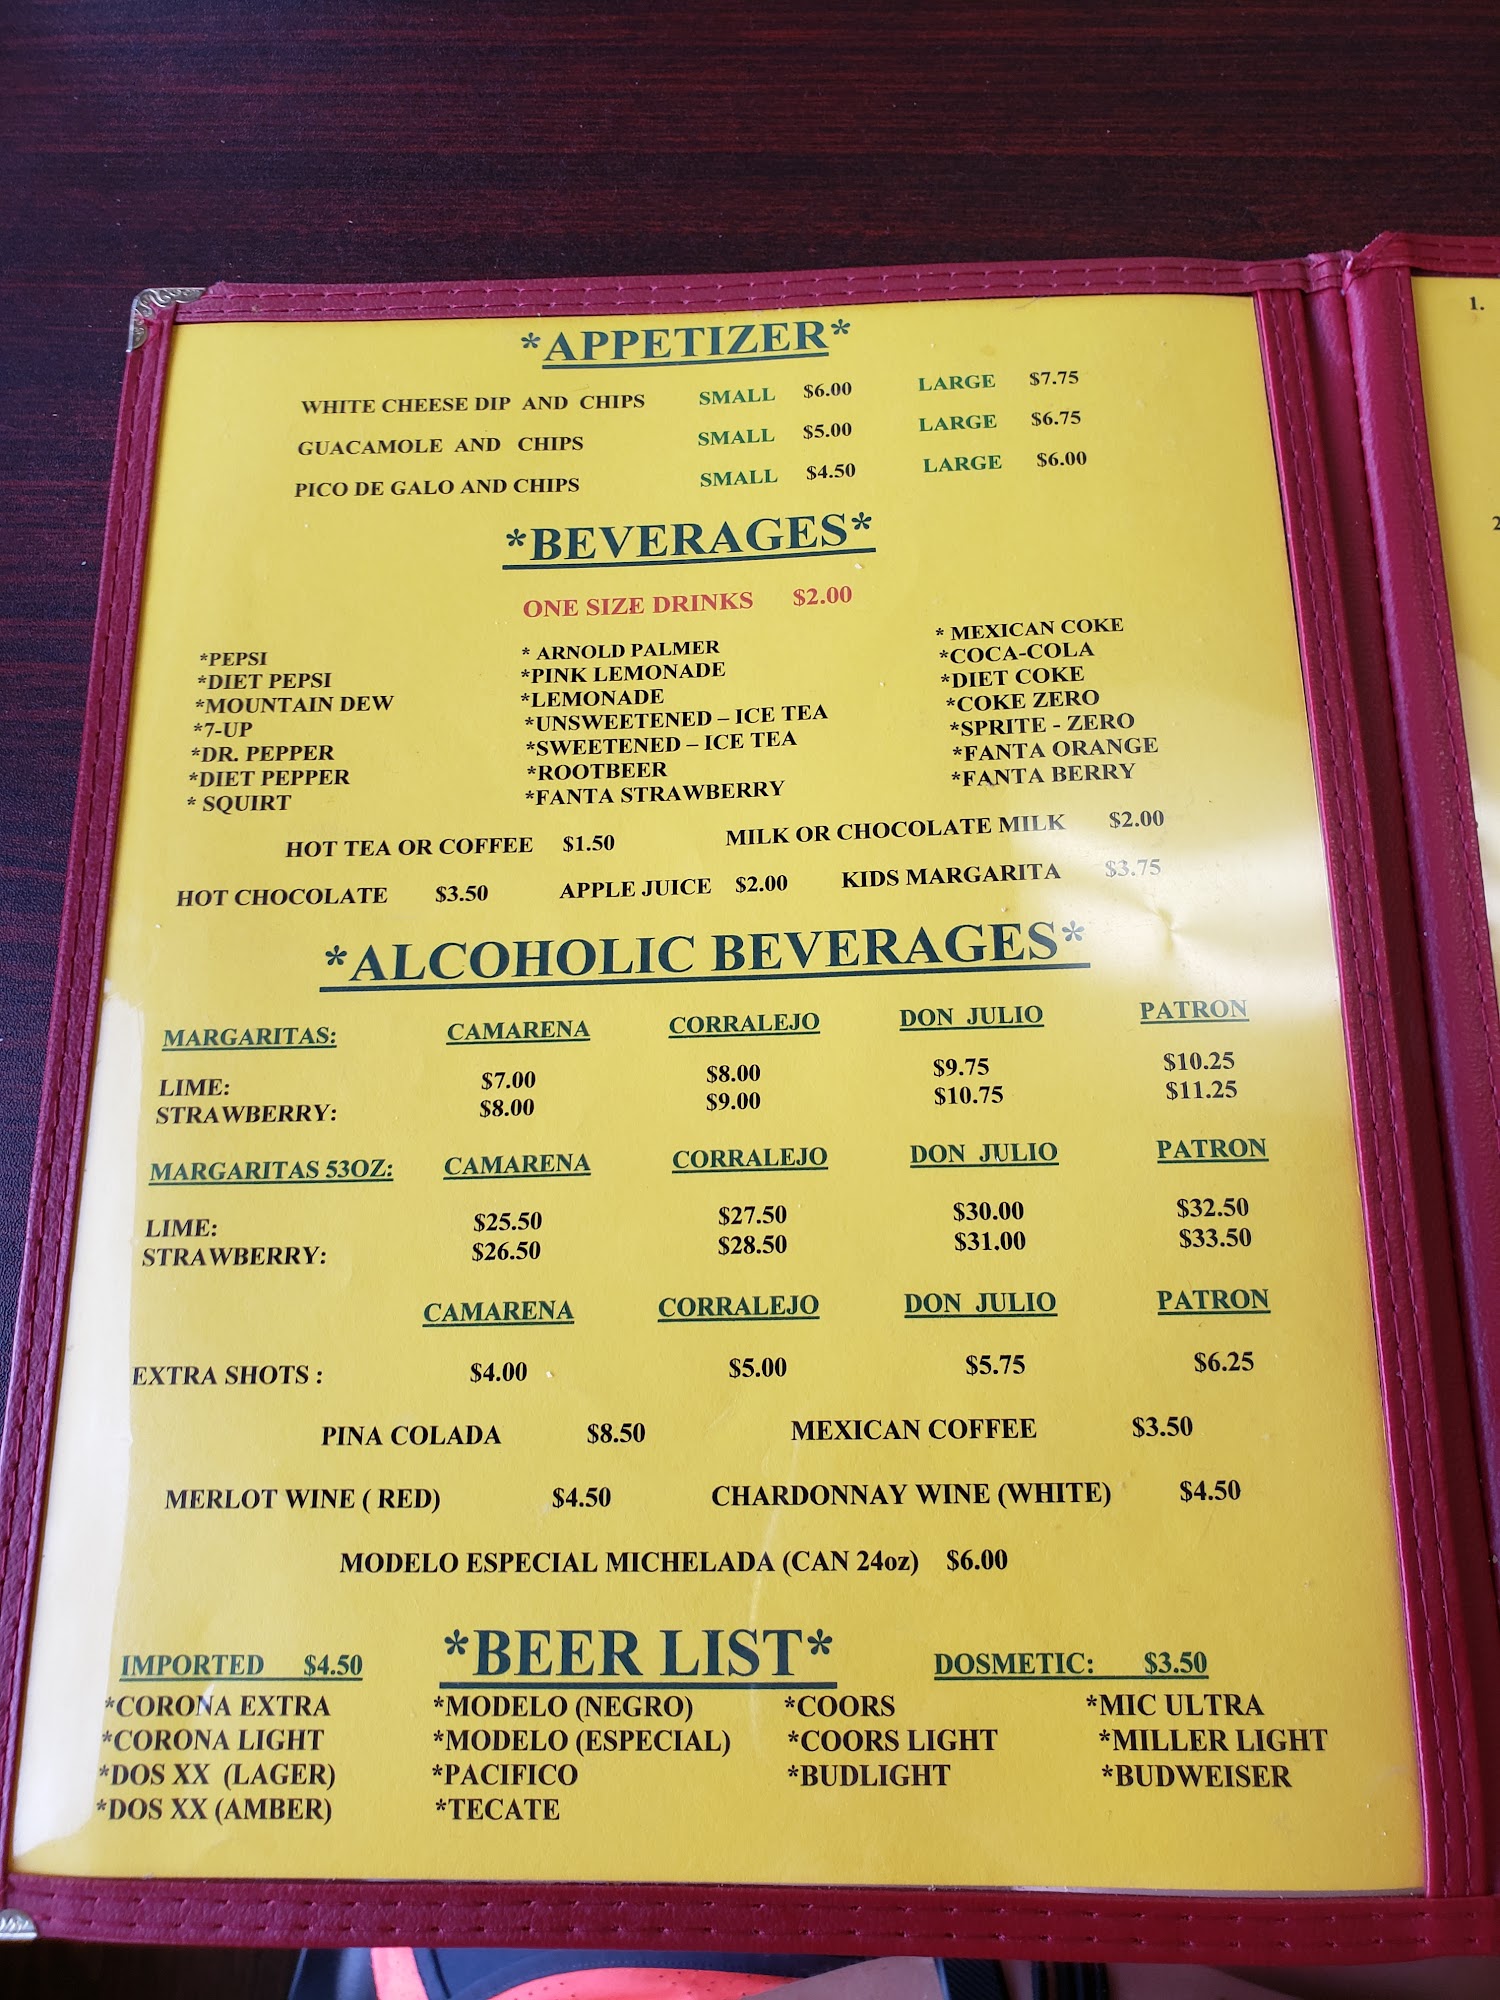 *APPETIZER*
WHITE CHEESE DIP AND CHIPS SMALL $6.00 LARGE $7.75
GUACAMOLE AND CHIPS SMALL $5.00 LARGE $6.75
PICO DE GALO AND CHIPS SMALL $4.50 LARGE $6.00
*BEVERAGES*
ONE SIZE DRINKS $2.00
*PEPSI * ARNOLD PALMER * MEXICAN COKE
*DIET PEPSI *PINK LEMONADE *COCA-COLA
*MOUNTAIN DEW *LEMONADE *DIET COKE
*7-UP *UNSWEETENED – ICE TEA *COKE ZERO
*DR. PEPPER *SWEETENED – ICE TEA *SPRITE - ZERO
*DIET PEPPER *ROOTBEER *FANTA ORANGE
* SQUIRT *FANTA STRAWBERRY *FANTA BERRY
HOT TEA OR COFFEE $1.50 MILK OR CHOCOLATE MILK $2.00
HOT CHOCOLATE $3.50 APPLE JUICE $2.00 KIDS MARGARITA $3.75
*ALCOHOLIC BEVERAGES*
MARGARITAS: CAMARENA CORRALEJO DON JULIO PATRON
LIME: $7.00 $8.00 $9.75 $10.25
STRAWBERRY: $8.00 $9.00 $10.75 $11.25
MARGARITAS 53OZ: CAMARENA CORRALEJO DON JULIO PATRON
LIME: $25.50 $27.50 $30.00 $32.50
STRAWBERRY: $26.50 $28.50 $31.00 $33.50
CAMARENA CORRALEJO DON JULIO PATRON
EXTRA SHOTS : $4.00 $5.00 $5.75 $6.25
PINA COLADA $8.50 MEXICAN COFFEE $3.50
MERLOT WINE ( RED) $4.50 CHARDONNAY WINE (WHITE) $4.50
MODELO ESPECIAL MICHELADA (CAN 24oz) $6.00
IMPORTED $4.50 *BEER LIST* DOSMETIC: $3.50
*CORONA EXTRA *MODELO (NEGRO) *COORS *MIC ULTRA
*CORONA LIGHT *MODELO (ESPECIAL) *COORS LIGHT *MILLER LIGHT
*DOS XX (LAGER) *PACIFICO *BUDLIGHT *BUDWEISER
*DOS XX (AMBER) *TECATE
1.
2